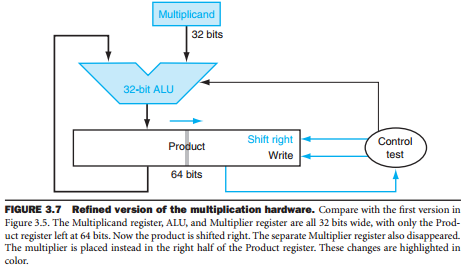 Multiplicand
32 bits
32-bit ALU
Product
Shift right
Write
Control
test
64 bits
FIGURE 3.7 Refined version of the multiplication hardware. Compare with the first version in
Figure 3.5. The Multiplicand register, ALU, and Multiplier register are all 32 bits wide, with only the Prod-
uct register left at 64 bits. Now the product is shifted right. The separate Multiplier register also disappeared.
The multiplier is placed instead in the right half of the Product register. These changes are highlighted in
color.